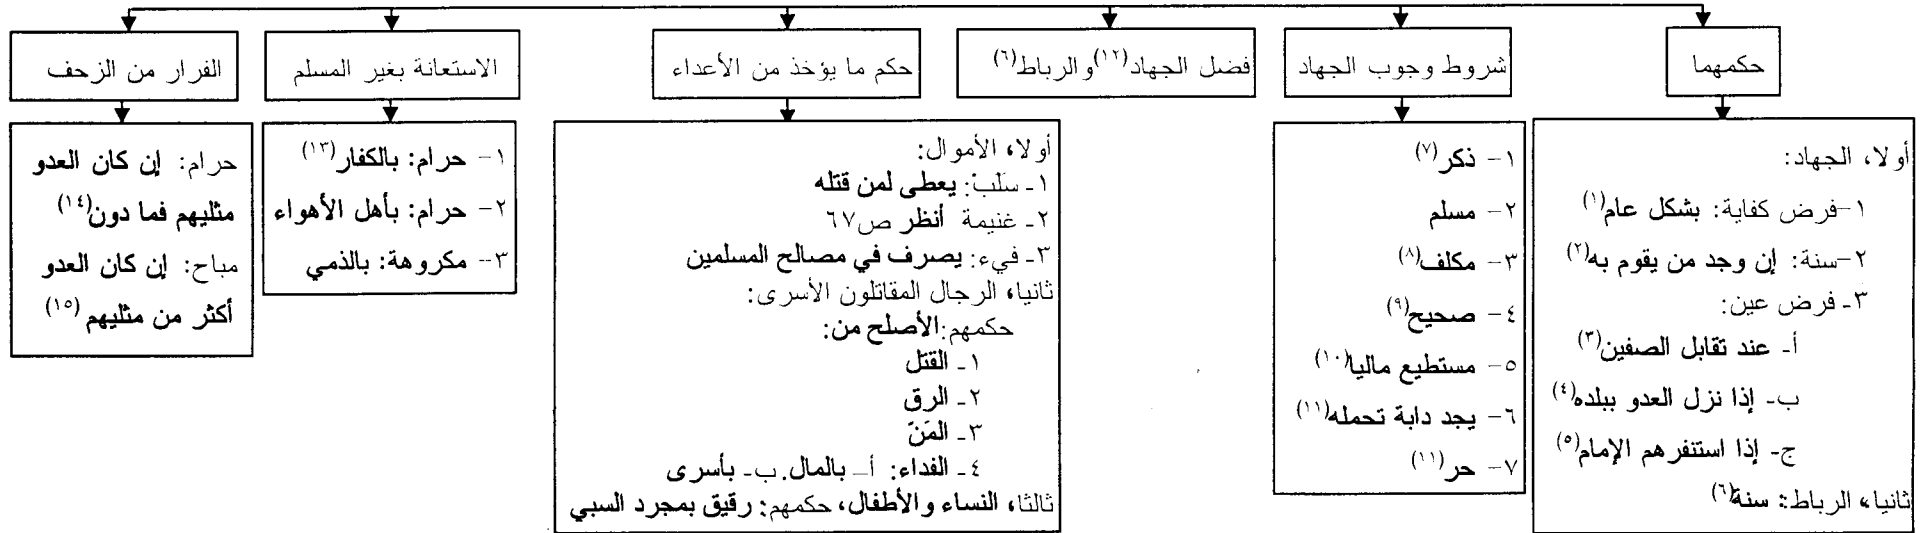 حكمهما
شروط وجوب الجهاد
فضل الجهاد(١٢) والرباط(٦)
حكم ما يؤخذ من الأعداء
الاستعانة بغير المسلم
الفرار من الزحف
أولا، الجهاد:
١-فرض كفاية: بشكل عام(١)
٢-سنة: إن وجد من يقوم به(٢)
٣- فرض عين:
أ- عند تقابل الصفين(٣)
ب- إذا نزل العدو ببلده(٤)
ج- إذا استنفرهم الإمام(٥)
ثانيا، الرباط: سنة(٦)
١- ذكر(٧)
٢- مسلم
٣- مكلف(٨)
٤- صحيح(٩)
٥- مستطيع ماليا(١٠)
٦- يجد دابة تحمله(١١)
٧- حر(١١)
أولا، الأموال:
١- سلب: يعطى لمن قتله
٢- غنيمة أنظر ص٦٧
٣- فيء: يصرف في مصالح المسلمين
ثانيا، الرجال المقاتلون الأسرى:
حكمهم: الأصلح من:
١- القتل
٢- الرق
٣- المَنّ
٤- الفداء: أ- بالمال. ب- بأسرى
ثالثا، النساء والأطفال، حكمهم: رقيق بمجرد السبي
١- حرام: بالكفار(١٣)
٢- حرام: بأهل الأهواء
٣- مكروهة: بالذمي
حرام: إن كان العدو
مثليهم فما دون(١٤)
مباح: إن كان العدو
أكثر من مثليهم(١٥)